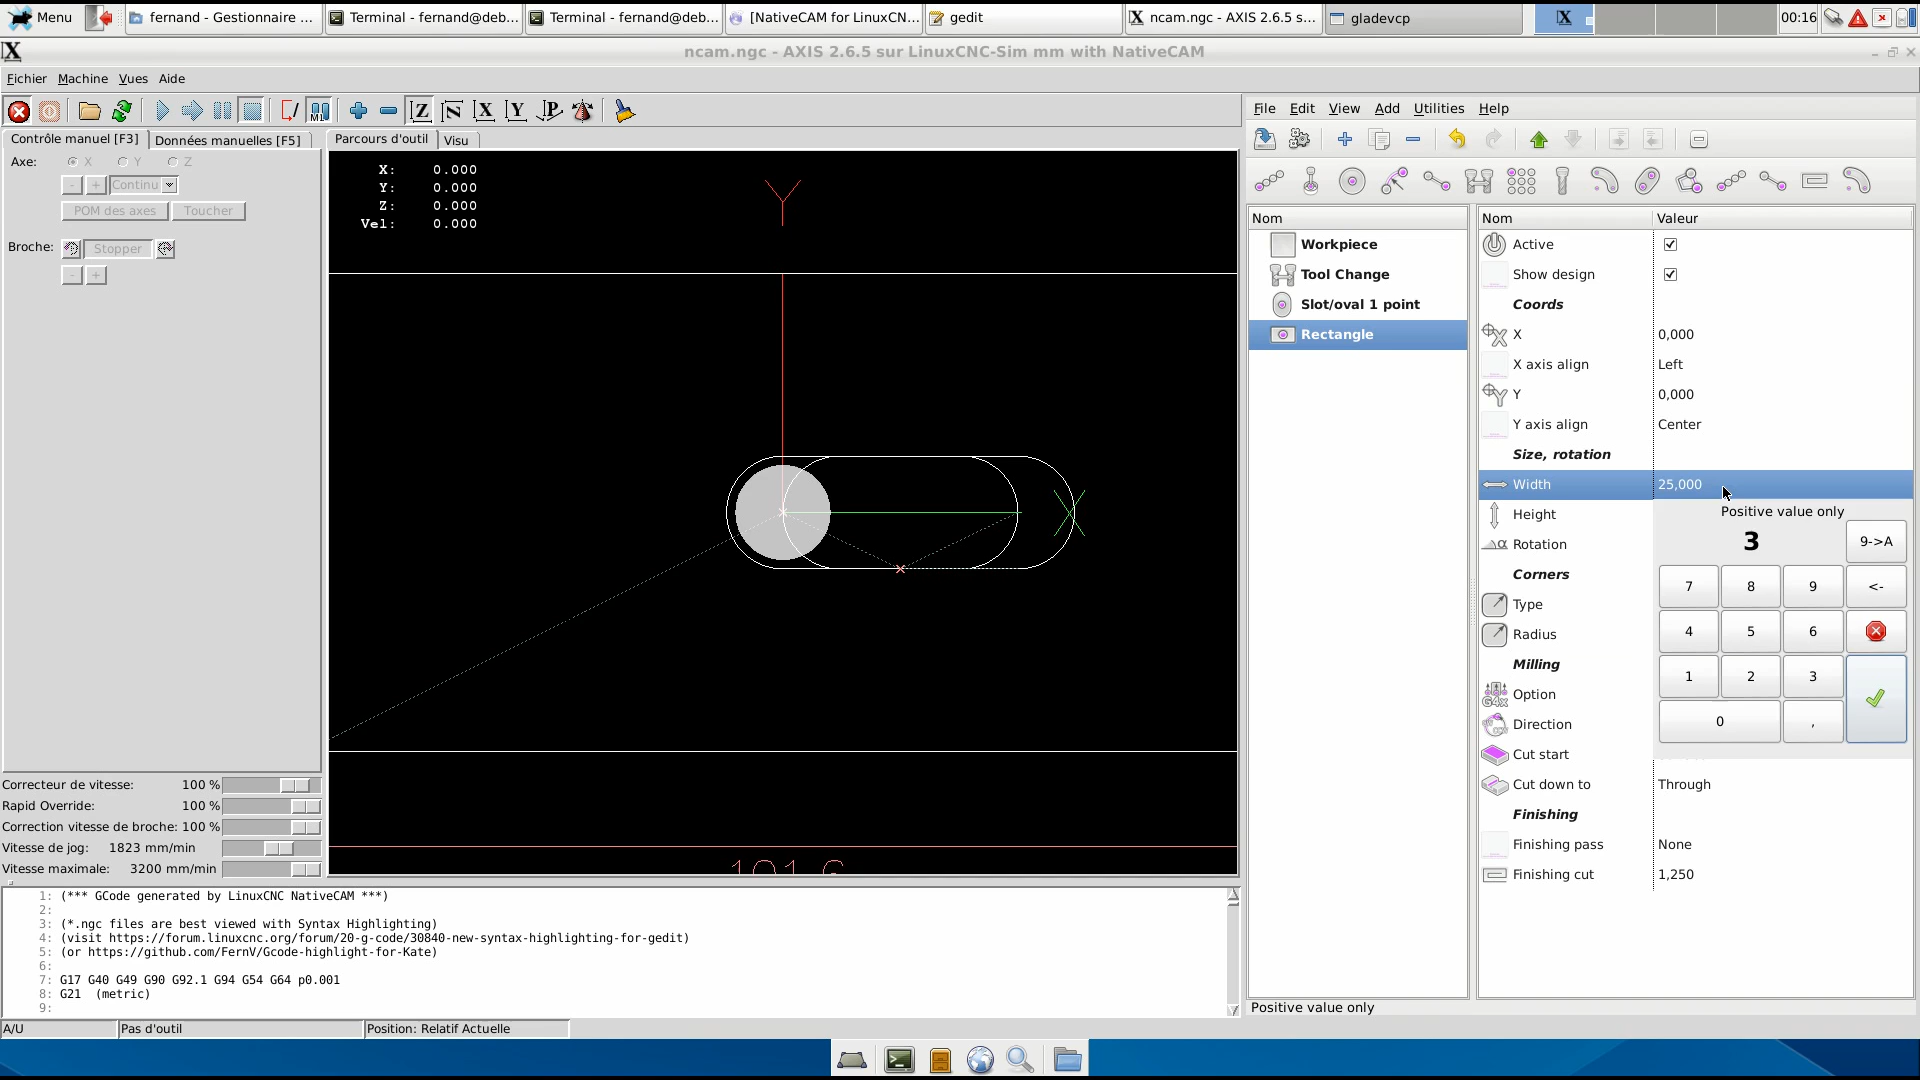 Menu
fernand - Gestionnaire ...
Terminal - fernand@deb...
Terminal - fernand@deb...
[NativeCAM for LinuxCN...
gedit
ncam.ngc - AXIS 2.6.5 s...
gladevcp
00:16
ncam.ngc - AXIS 2.6.5 sur LinuxCNC-Sim mm with NativeCAM
Fichier Machine Vues Aide
Contrôle manuel [F3]
Données manuelles [F5]
Axe: X Y Z
- + Continu
POM des axes Toucher
Broche: Stopper
- +
Parcours d'outil Visu
X: 0.000
Y: 0.000
Z: 0.000
Vel: 0.000
Y
X
101.6
Correcteur de vitesse: 100 %
Rapid Override: 100 %
Correction vitesse de broche: 100 %
Vitesse de jog: 1823 mm/min
Vitesse maximale: 3200 mm/min
1: (*** GCode generated by LinuxCNC NativeCAM ***)
2:
3: (*.ngc files are best viewed with Syntax Highlighting)
4: (visit https://forum.linuxcnc.org/forum/20-g-code/30840-new-syntax-highlighting-for-gedit)
5: (or https://github.com/FernV/Gcode-highlight-for-Kate)
6:
7: G17 G40 G49 G90 G92.1 G94 G54 G64 p0.001
8: G21 (metric)
9:
A/U
Pas d'outil
Position: Relatif Actuelle
File Edit View Add Utilities Help
Nom
Workpiece
Tool Change
Slot/oval 1 point
Rectangle
Nom Valeur
Active
Show design
Coords
X 0,000
X axis align Left
Y 0,000
Y axis align Center
Size, rotation
Width 25,000
Height
Rotation
Corners
Type
Radius
Milling
Option
Direction
Cut start
Cut down to Through
Finishing
Finishing pass None
Finishing cut 1,250
Positive value only
3 9->A
7 8 9 <-
4 5 6
1 2 3
0 ,
Positive value only